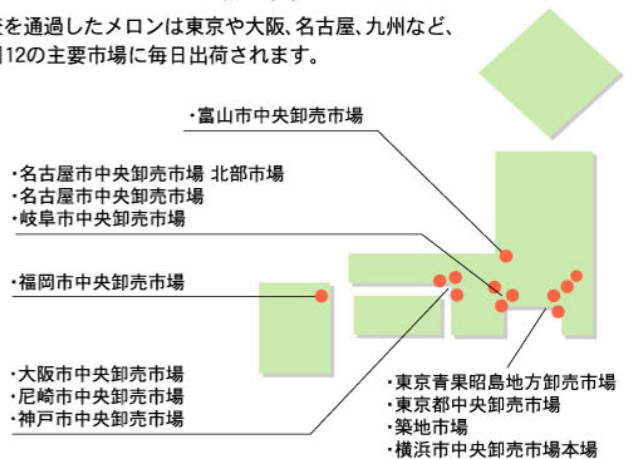 を通過したメロンは東京や大阪、名古屋、九州など、
12の主要市場に毎日出荷されます。
・富山市中央卸売市場
・名古屋市中央卸売市場 北部市場
・名古屋市中央卸売市場
・岐阜市中央卸売市場
・福岡市中央卸売市場
・大阪市中央卸売市場
・尼崎市中央卸売市場
・神戸市中央卸売市場
・東京青果昭島地方卸売市場
・東京都中央卸売市場
・築地市場
・横浜市中央卸売市場本場